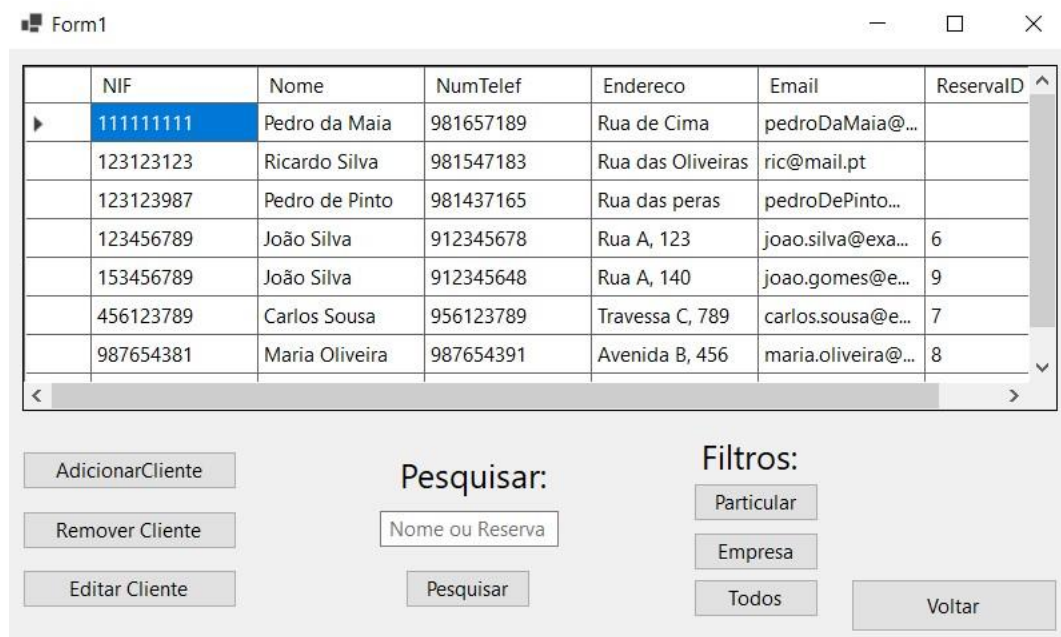 Form1
NIF Nome NumTelef Endereco Email ReservaID
111111111 Pedro da Maia 981657189 Rua de Cima pedroDaMaia@...
123123123 Ricardo Silva 981547183 Rua das Oliveiras ric@mail.pt
123123987 Pedro de Pinto 981437165 Rua das peras pedroDePinto...
123456789 João Silva 912345678 Rua A, 123 joao.silva@exa... 6
153456789 João Silva 912345648 Rua A, 140 joao.gomes@e... 9
456123789 Carlos Sousa 956123789 Travessa C, 789 carlos.sousa@e... 7
987654381 Maria Oliveira 987654391 Avenida B, 456 maria.oliveira@... 8
AdicionarCliente
Remover Cliente
Editar Cliente
Pesquisar:
Nome ou Reserva
Pesquisar
Filtros:
Particular
Empresa
Todos
Voltar